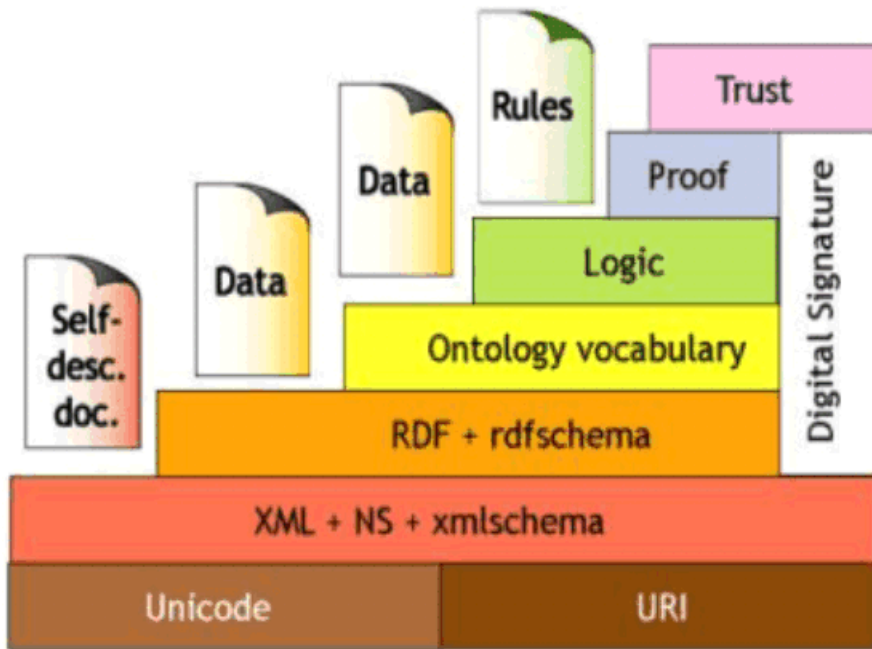 Rules
Trust
Data
Proof
Data
Logic
Self-
desc.
doc.
Ontology vocabulary
Digital Signature
RDF + rdfschema
XML + NS + xmlschema
Unicode
URI